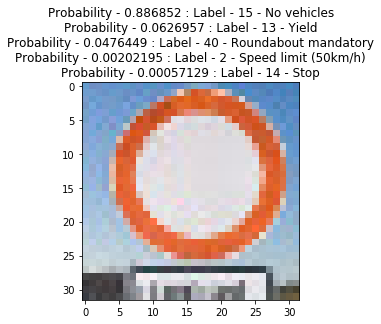 Probability - 0.886852 : Label - 15 - No vehicles
Probability - 0.0626957 : Label - 13 - Yield
Probability - 0.0476449 : Label - 40 - Roundabout mandatory
Probability - 0.00202195 : Label - 2 - Speed limit (50km/h)
Probability - 0.00057129 : Label - 14 - Stop
0
5
10
15
20
25
30
0 5 10 15 20 25 30